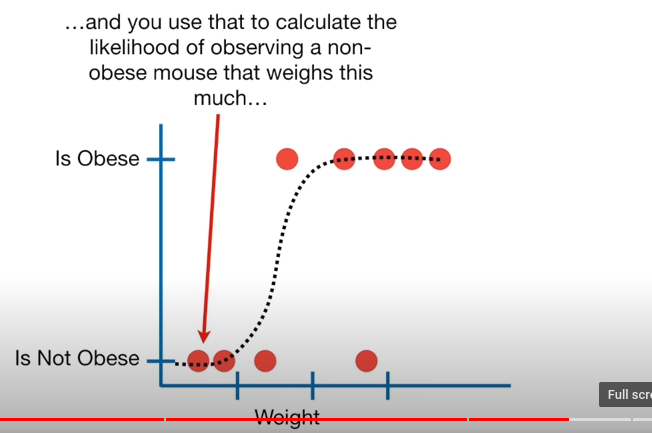 …and you use that to calculate the
likelihood of observing a non-
obese mouse that weighs this
much…
Is Obese
Is Not Obese
Weight
Full scre